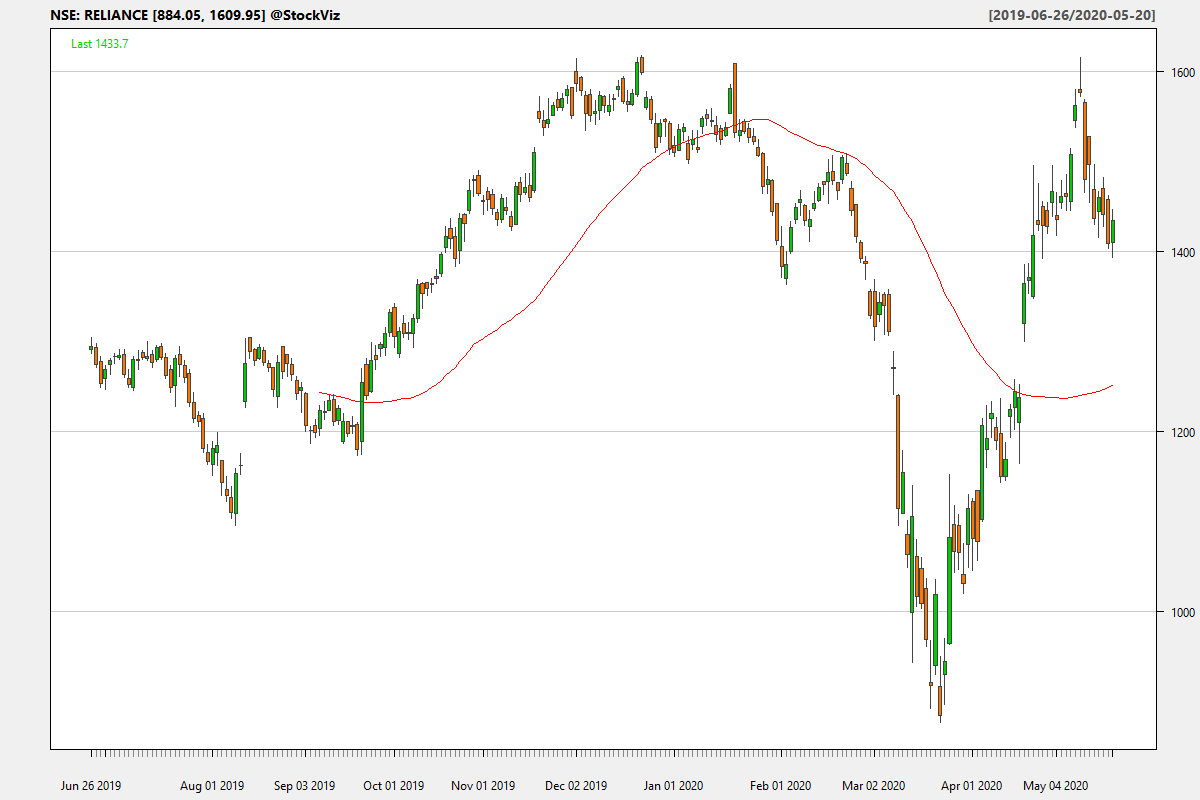 NSE: RELIANCE [884.05, 1609.95] @StockViz
[2019-06-26/2020-05-20]
Last 1433.7
1600
1400
1200
1000
Jun 26 2019 Aug 01 2019 Sep 03 2019 Oct 01 2019 Nov 01 2019 Dec 02 2019 Jan 01 2020 Feb 01 2020 Mar 02 2020 Apr 01 2020 May 04 2020